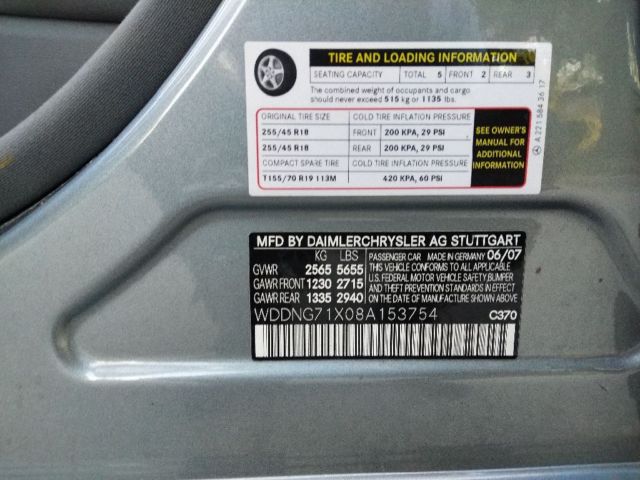 TIRE AND LOADING INFORMATION
SEATING CAPACITY TOTAL 5 FRONT 2 REAR 3
The combined weight of occupants and cargo
should never exceed 515 kg or 1135 lbs.
ORIGINAL TIRE SIZE COLD TIRE INFLATION PRESSURE
255/45 R18 FRONT 200 KPA, 29 PSI
255/45 R18 REAR 200 KPA, 29 PSI
COMPACT SPARE TIRE COLD TIRE INFLATION PRESSURE
T155/70 R19 113M 420 KPA, 60 PSI
SEE OWNER'S
MANUAL FOR
ADDITIONAL
INFORMATION
A 221 584 36 17
MFD BY DAIMLERCHRYSLER AG STUTTGART
KG LBS PASSENGER CAR MADE IN GERMANY 06/07
GVWR 2565 5655 THIS VEHICLE CONFORMS TO ALL APPLICABLE
GAWR FRONT 1230 2715 U.S. FEDERAL MOTOR VEHICLE SAFETY/BUMPER
GAWR REAR 1335 2940 AND THEFT PREVENTION STANDARDS IN EFFECT
ON THE DATE OF MANUFACTURE SHOWN ABOVE
WDDNG71X08A153754 C370